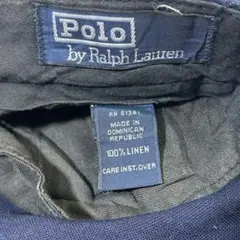 Polo
by Ralph Lauren
RN 41381
MADE IN
DOMINICAN
REPUBLIC
100% LINEN
CARE INST. OVER